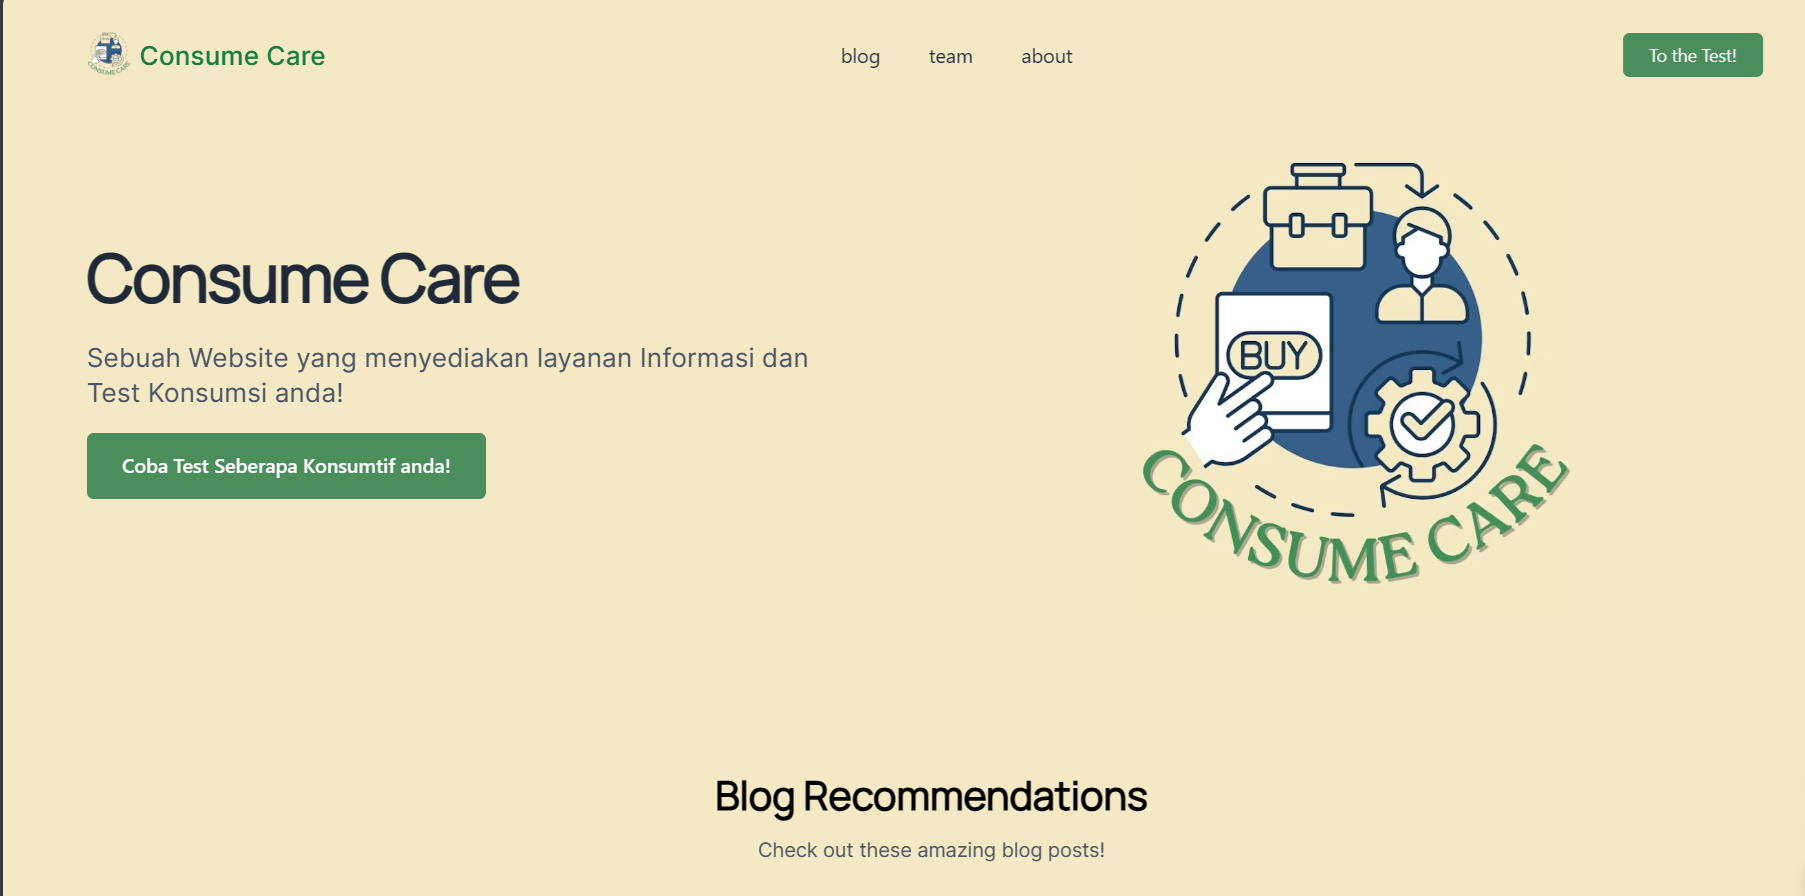 Consume Care
blog
team
about
To the Test!
Consume Care
Sebuah Website yang menyediakan layanan Informasi dan
Test Konsumsi anda!
Coba Test Seberapa Konsumtif anda!
BUY
CONSUME CARE
Blog Recommendations
Check out these amazing blog posts!